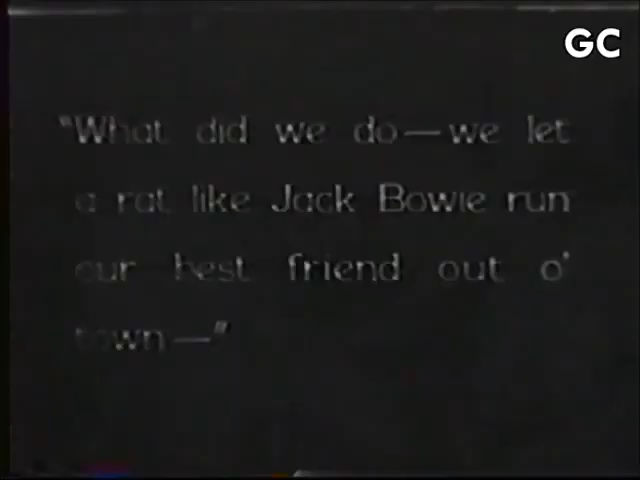 GC
"What did we do—we let
a rat like Jack Bowie run
our best friend out o'
town—"